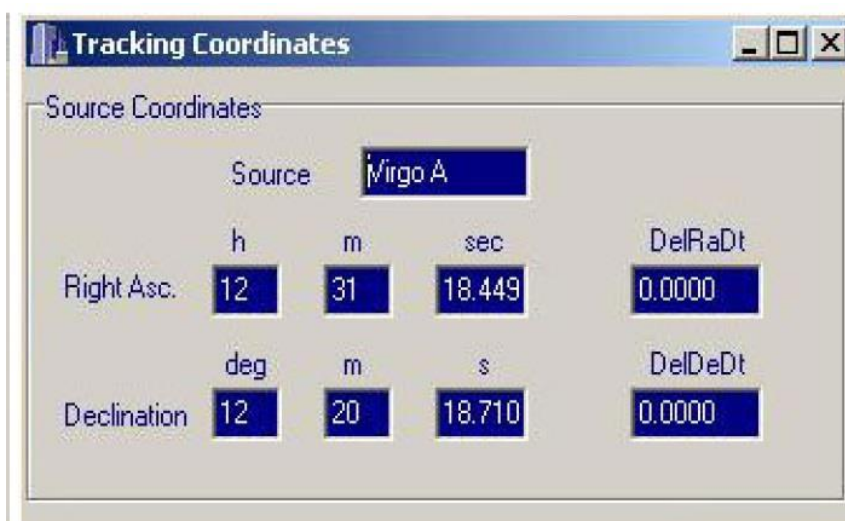 Tracking Coordinates
Source Coordinates
Source Virgo A
h m sec DelRaDt
Right Asc. 12 31 18.449 0.0000
deg m s DelDeDt
Declination 12 20 18.710 0.0000